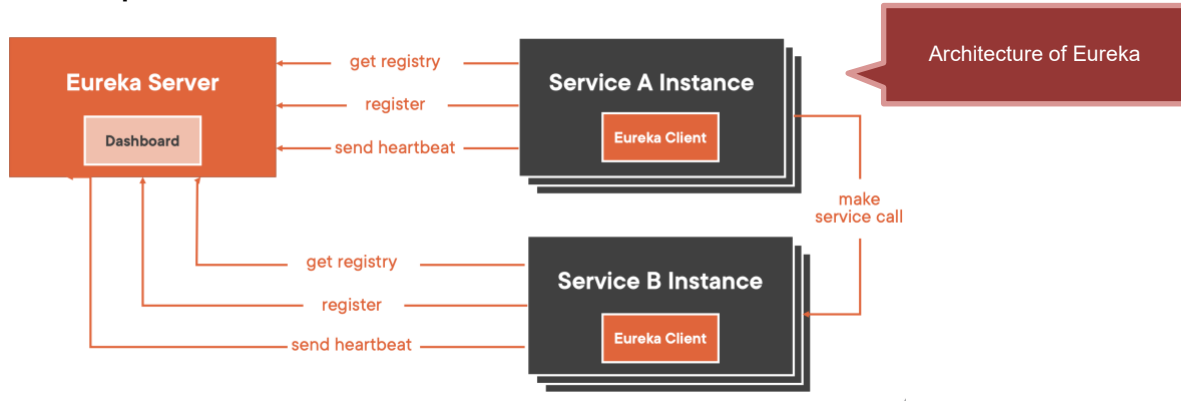 Architecture of Eureka
Eureka Server
Dashboard
get registry
register
send heartbeat
Service A Instance
Eureka Client
make
service call
get registry
register
send heartbeat
Service B Instance
Eureka Client